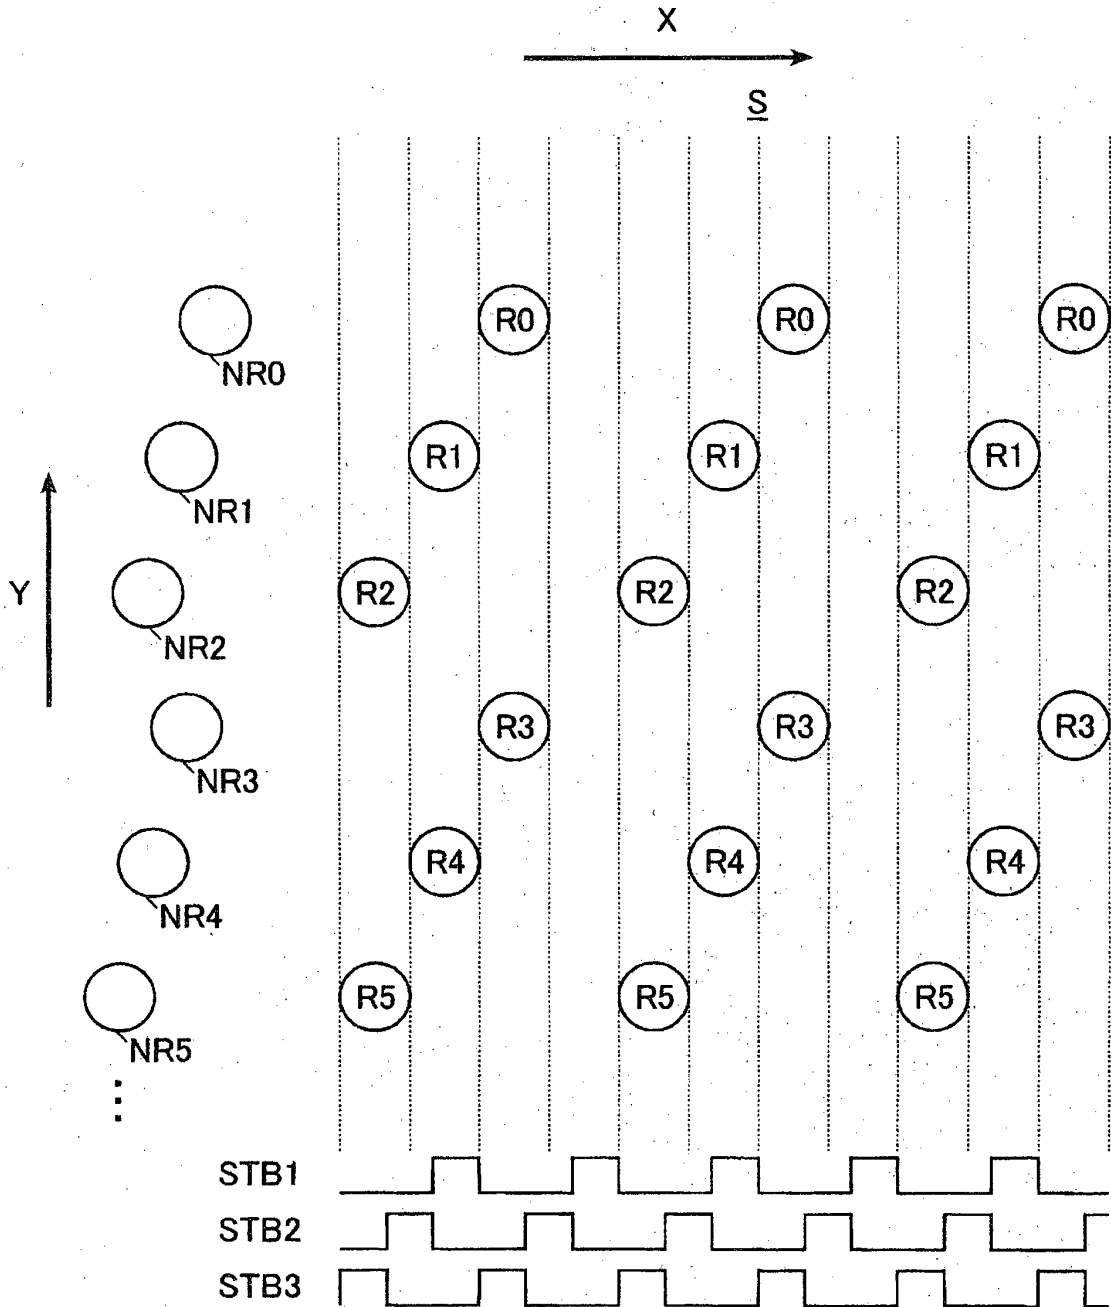 X
S
R0 R0 R0
NR0
R1 R1 R1
NR1
Y
R2 R2 R2
NR2
R3 R3 R3
NR3
R4 R4 R4
NR4
R5 R5 R5
NR5
STB1
STB2
STB3